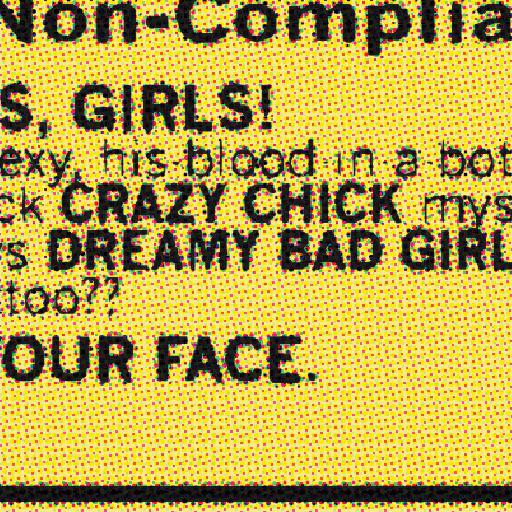 Non-Complia
S, GIRLS!
exy, his blood in a bot
ck CRAZY CHICK mys
s DREAMY BAD GIRL
too??
OUR FACE.